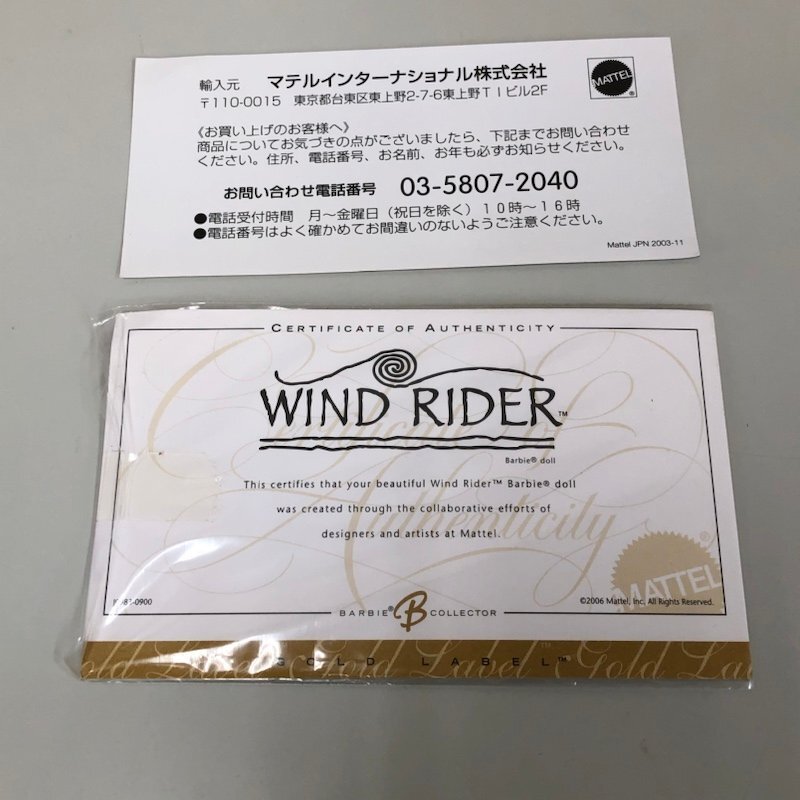 輸入元 マテルインターナショナル株式会社
〒110-0015 東京都台東区東上野2-7-6東上野TIビル2F
MATTEL
《お買い上げのお客様へ》
商品についてお気づきの点がございましたら、下記までお問い合わせ
ください。住所、電話番号、お名前、お年も必ずお知らせください。
お問い合わせ電話番号 03-5807-2040
●電話受付時間 月～金曜日（祝日を除く）10時～16時
●電話番号はよく確かめてお間違いのないようご注意ください。
Mattel JPN 2003-11
CERTIFICATE OF AUTHENTICITY
WIND RIDER™
Barbie® doll
Certificate of
Authenticity
This certifies that your beautiful Wind Rider™ Barbie® doll
was created through the collaborative efforts of
designers and artists at Mattel.
MATTEL®
©2006 Mattel, Inc. All Rights Reserved.
BARBIE® B COLLECTOR
GOLD LABEL™
Gold Label